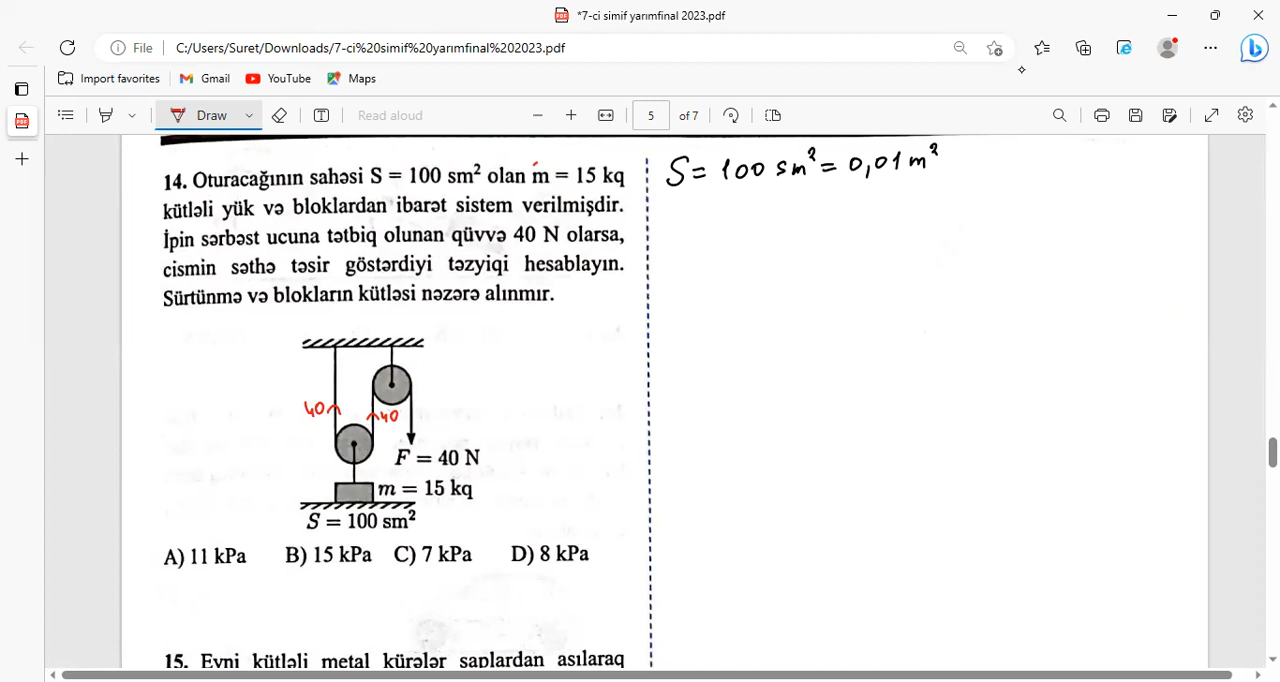 *7-ci simif yarımfinal 2023.pdf
File
C:/Users/Suret/Downloads/7-ci%20simif%20yarımfinal%202023.pdf
Import favorites
Gmail
YouTube
Maps
Draw
Read aloud
5
of 7
14. Oturacağının sahəsi S = 100 sm² olan m = 15 kq
kütləli yük və bloklardan ibarət sistem verilmişdir.
İpin sərbəst ucuna tətbiq olunan qüvvə 40 N olarsa,
cismin səthə təsir göstərdiyi təzyiqi hesablayın.
Sürtünmə və blokların kütləsi nəzərə alınmır.
40
40
F = 40 N
m = 15 kq
S = 100 sm²
A) 11 kPa B) 15 kPa C) 7 kPa D) 8 kPa
15. Eyni kütləli metal kürələr saplardan asılaraq
S = 100 sm² = 0,01 m²